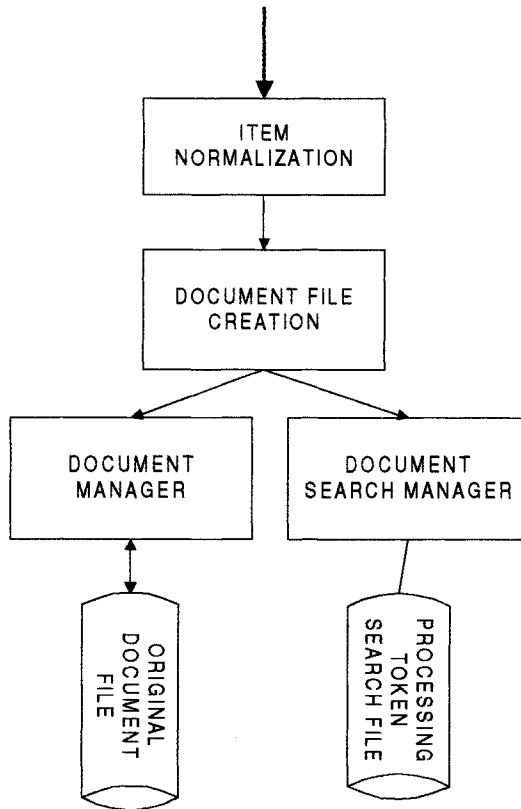 ITEM
NORMALIZATION
DOCUMENT FILE
CREATION
DOCUMENT
MANAGER
DOCUMENT
SEARCH MANAGER
ORIGINAL
DOCUMENT
FILE
PROCESSING
TOKEN
SEARCH FILE